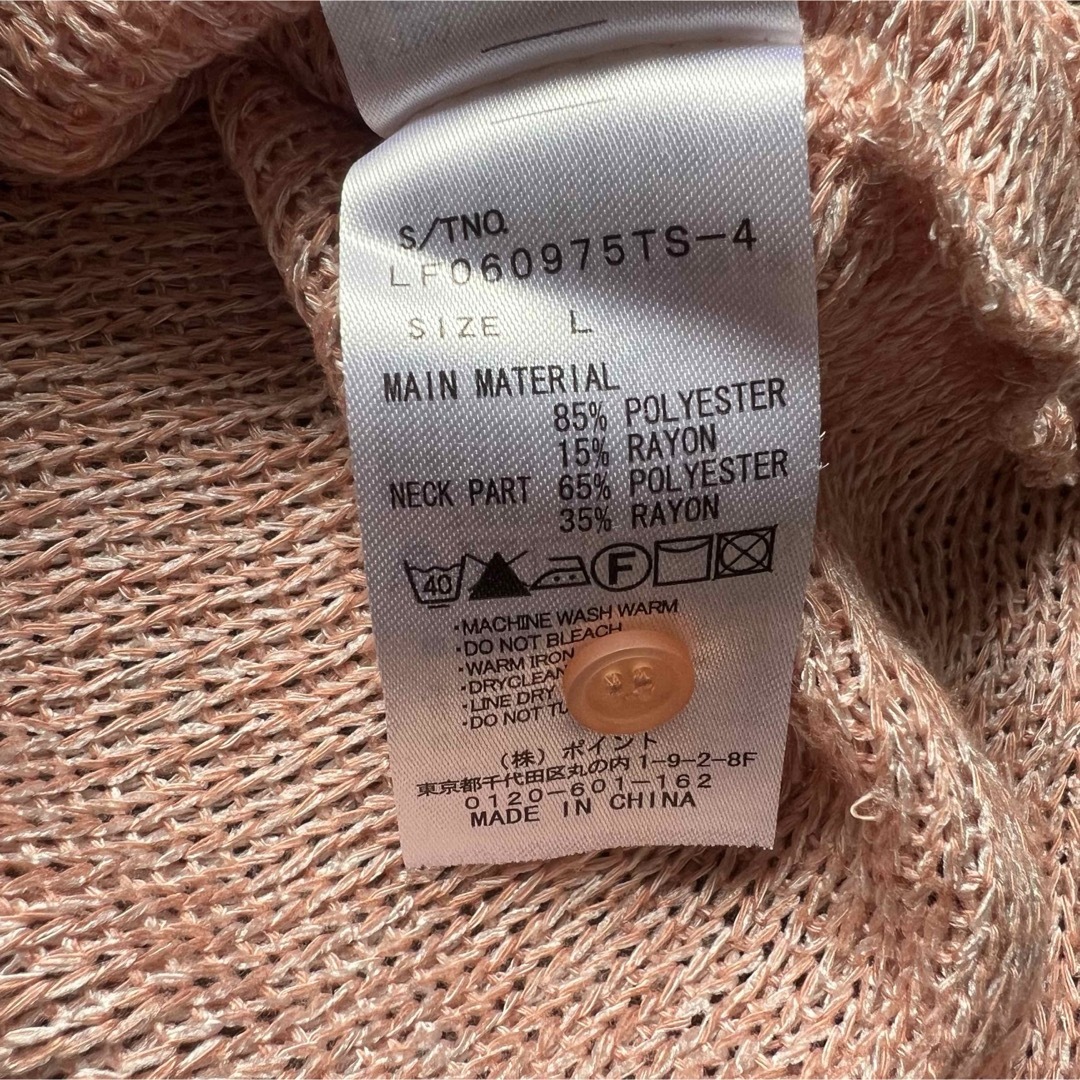 S/TNO.
LF060975TS-4
SIZE L
MAIN MATERIAL
85% POLYESTER
15% RAYON
NECK PART 65% POLYESTER
35% RAYON
40 F
・MACHINE WASH WARM
・DO NOT BLEACH
・WARM IRON
・DRYCLEAN
・LINE DRY
・DO NOT
(株) ポイント
東京都千代田区丸の内1-9-2-8F
0120-601-162
MADE IN CHINA